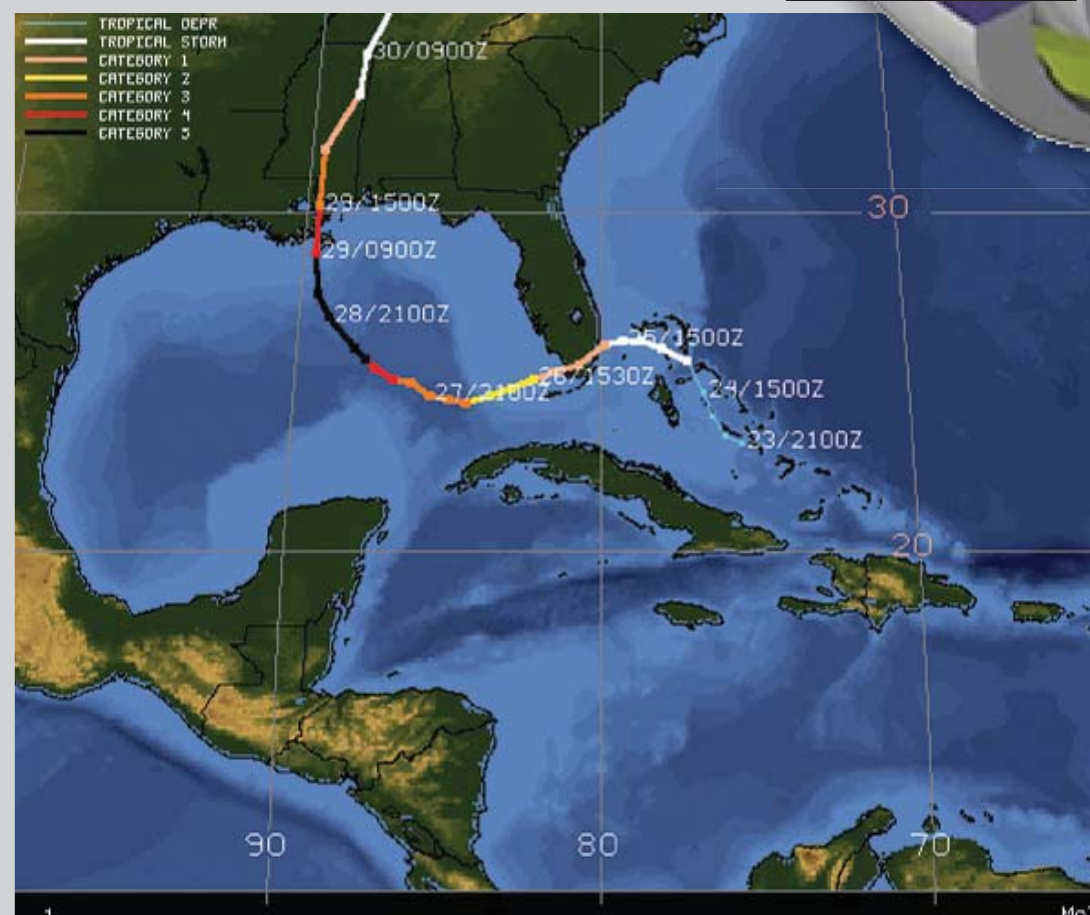 TROPICAL DEPR
TROPICAL STORM
CATEGORY 1
CATEGORY 2
CATEGORY 3
CATEGORY 4
CATEGORY 5
30/0900Z
29/1500Z
30
29/0900Z
28/2100Z
25/1500Z
26/1530Z
27/2100Z
24/1500Z
23/2100Z
20
90
80
70
1